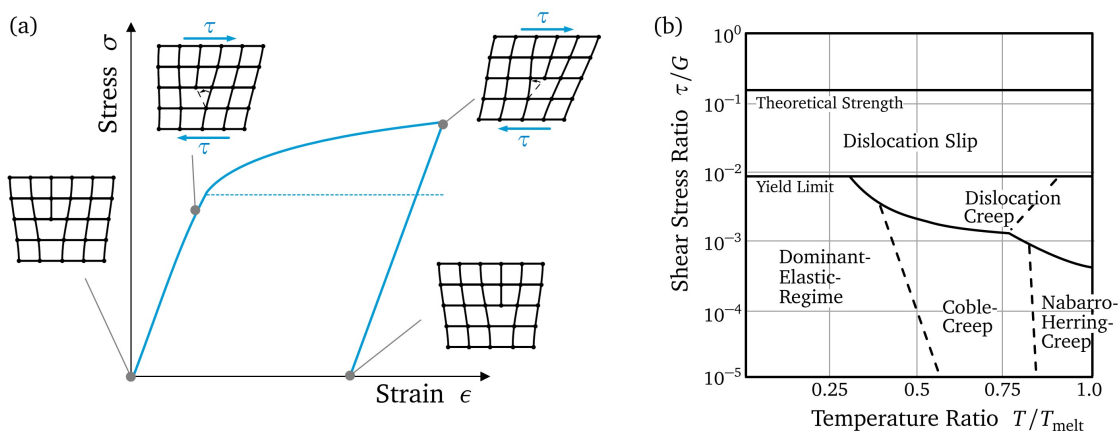 (a)
Stress σ
τ
τ
τ
τ
Strain ϵ
(b)
Shear Stress Ratio τ/G
10⁰
10⁻¹
10⁻²
10⁻³
10⁻⁴
10⁻⁵
Theoretical Strength
Dislocation Slip
Yield Limit
Dislocation
Creep
Dominant-
Elastic-
Regime
Coble-
Creep
Nabarro-
Herring-
Creep
0.25
0.5
0.75
1.0
Temperature Ratio T/T_melt